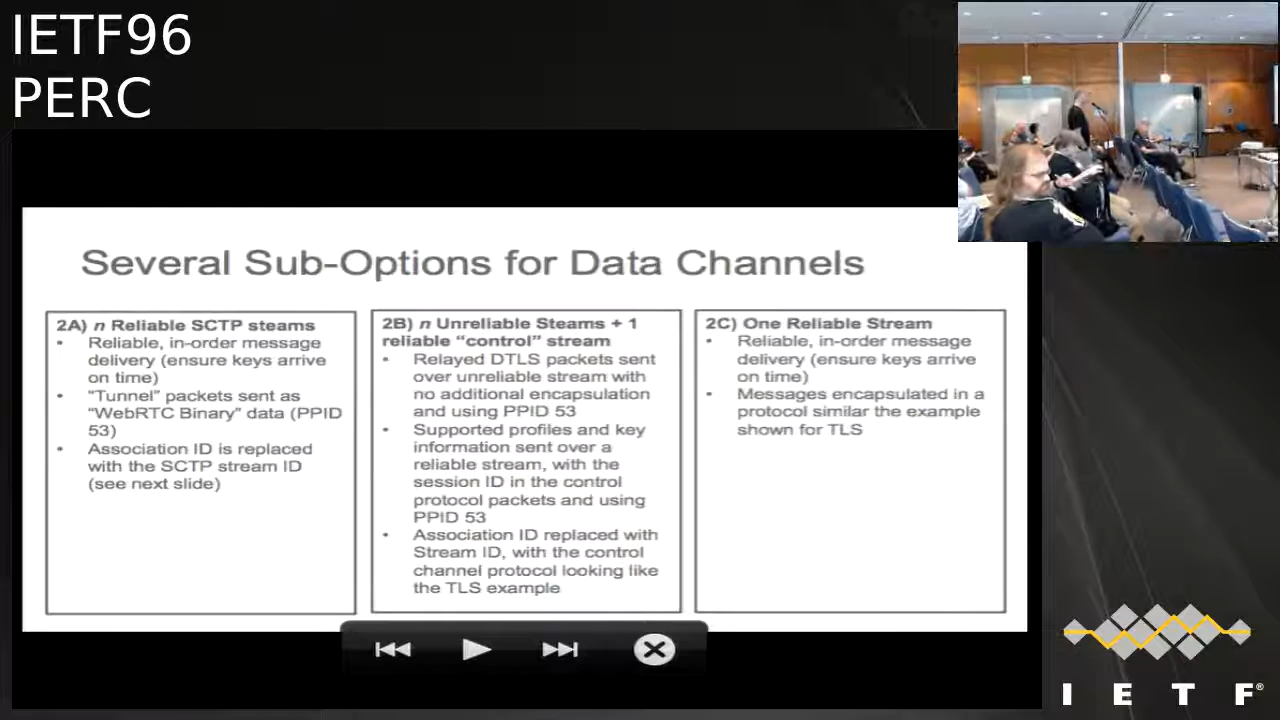 IETF96
PERC
Several Sub-Options for Data Channels
2A) n Reliable SCTP steams
• Reliable, in-order message
delivery (ensure keys arrive
on time)
• "Tunnel" packets sent as
"WebRTC Binary" data (PPID
53)
• Association ID is replaced
with the SCTP stream ID
(see next slide)
2B) n Unreliable Steams + 1
reliable "control" stream
• Relayed DTLS packets sent
over unreliable stream with
no additional encapsulation
and using PPID 53
• Supported profiles and key
information sent over a
reliable stream, with the
session ID in the control
protocol packets and using
PPID 53
• Association ID replaced with
Stream ID, with the control
channel protocol looking like
the TLS example
2C) One Reliable Stream
• Reliable, in-order message
delivery (ensure keys arrive
on time)
• Messages encapsulated in a
protocol similar the example
shown for TLS
I E T F®